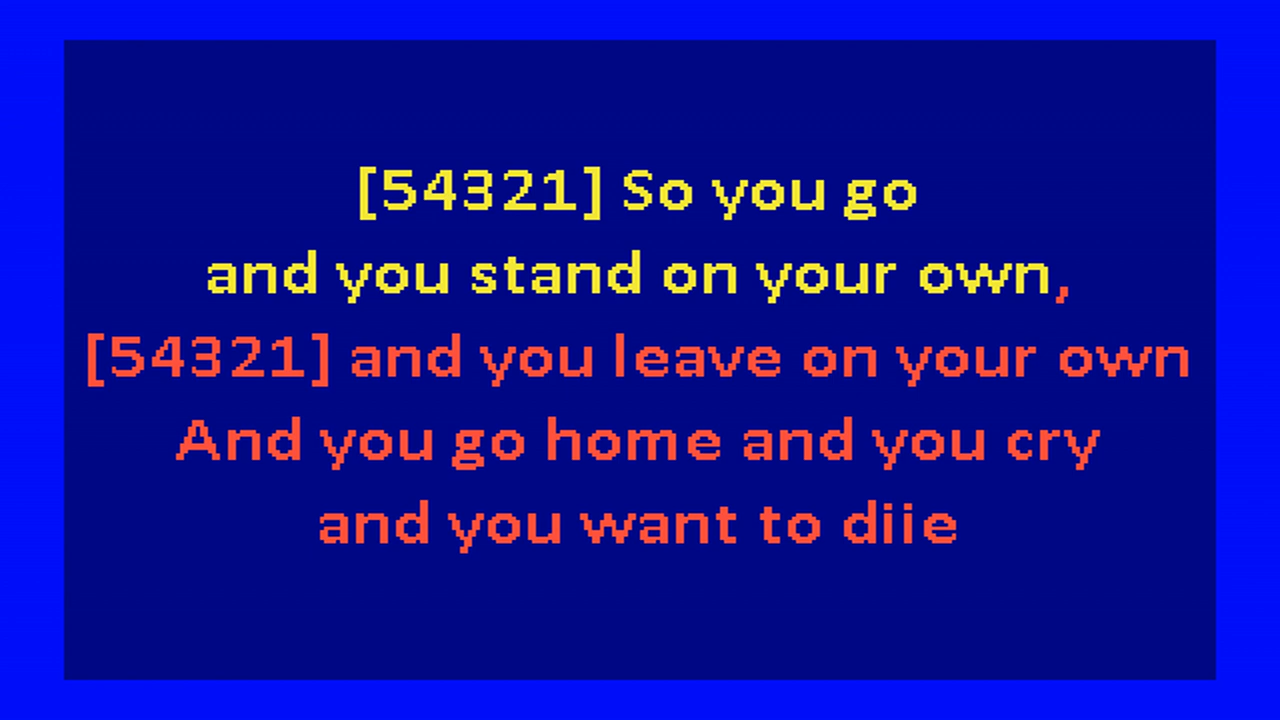 [54321] So you go
and you stand on your own,
[54321] and you leave on your own
And you go home and you cry
and you want to diie